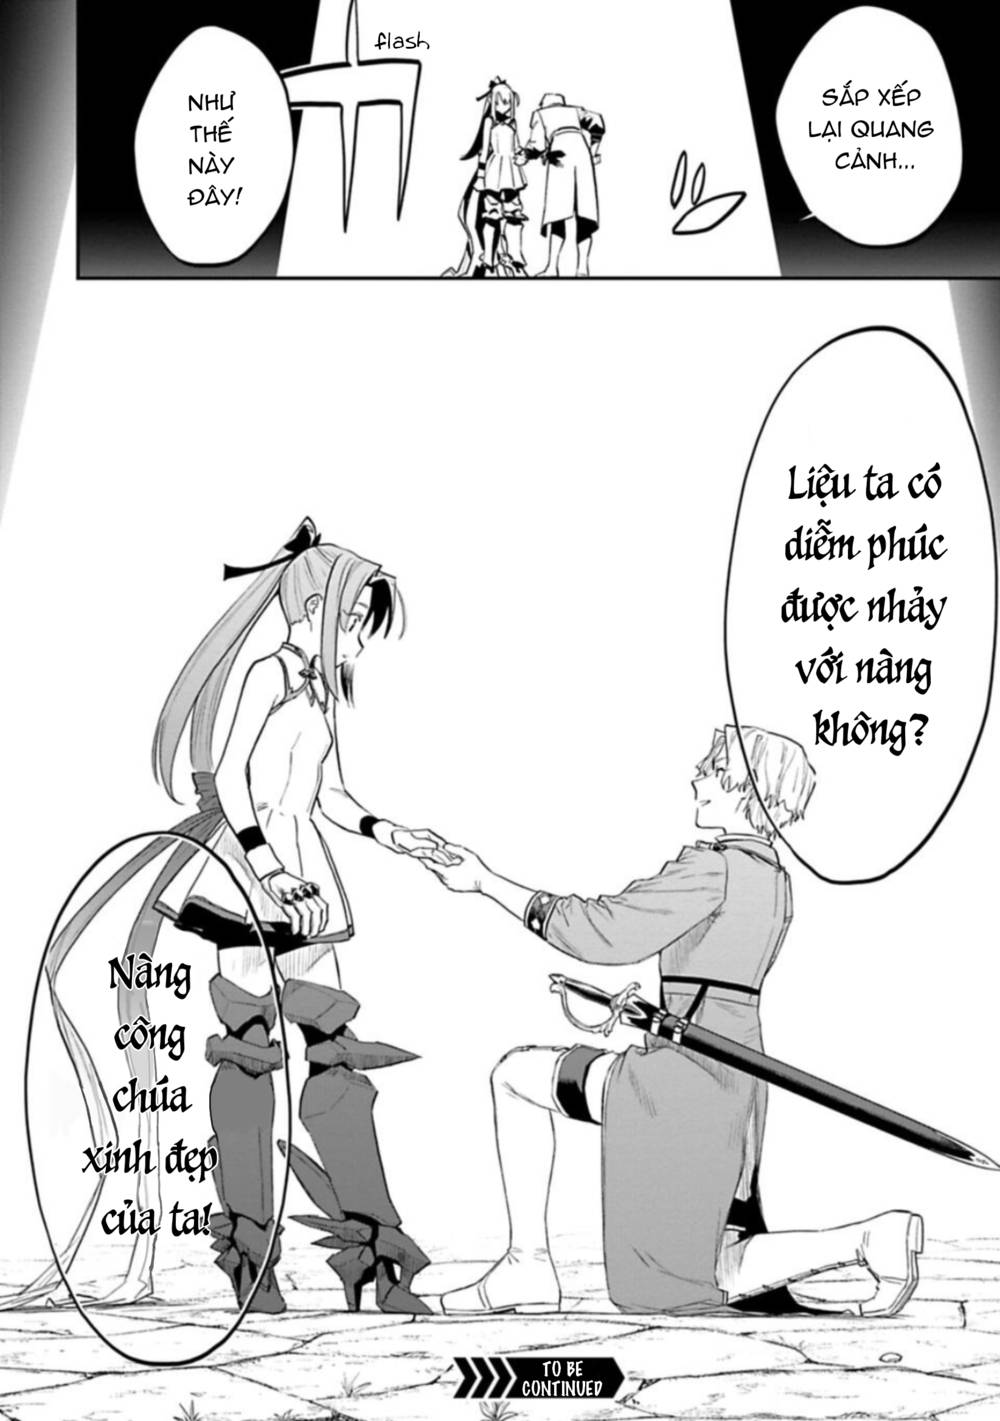 SẮP XẾP
LẠI QUANG
CẢNH...
flash
NHƯ
THẾ
NÀY
ĐÂY!
Liệu ta có
diễm phúc
được nhảy
với nàng
không?
Nàng
công
chúa
xinh đẹp
của ta!
TO BE
CONTINUED